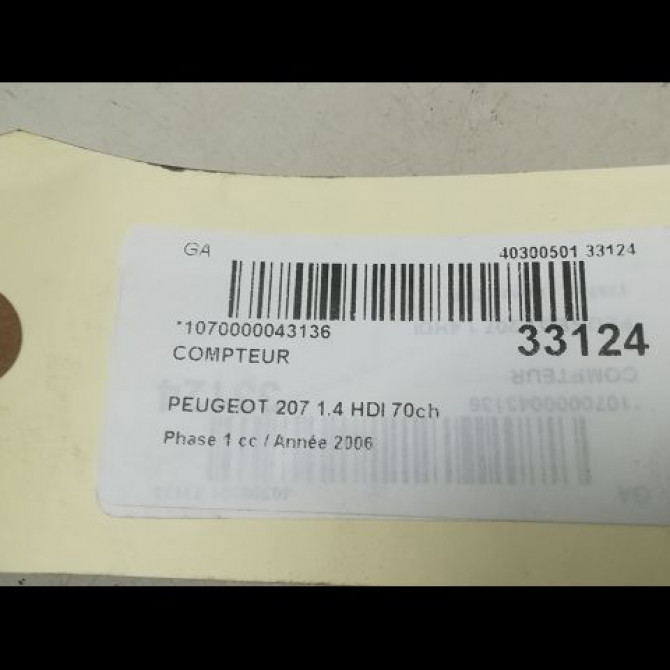 GA 40300501 33124
*1070000043136 33124
COMPTEUR
PEUGEOT 207 1.4 HDI 70ch
Phase 1 cc / Année 2006